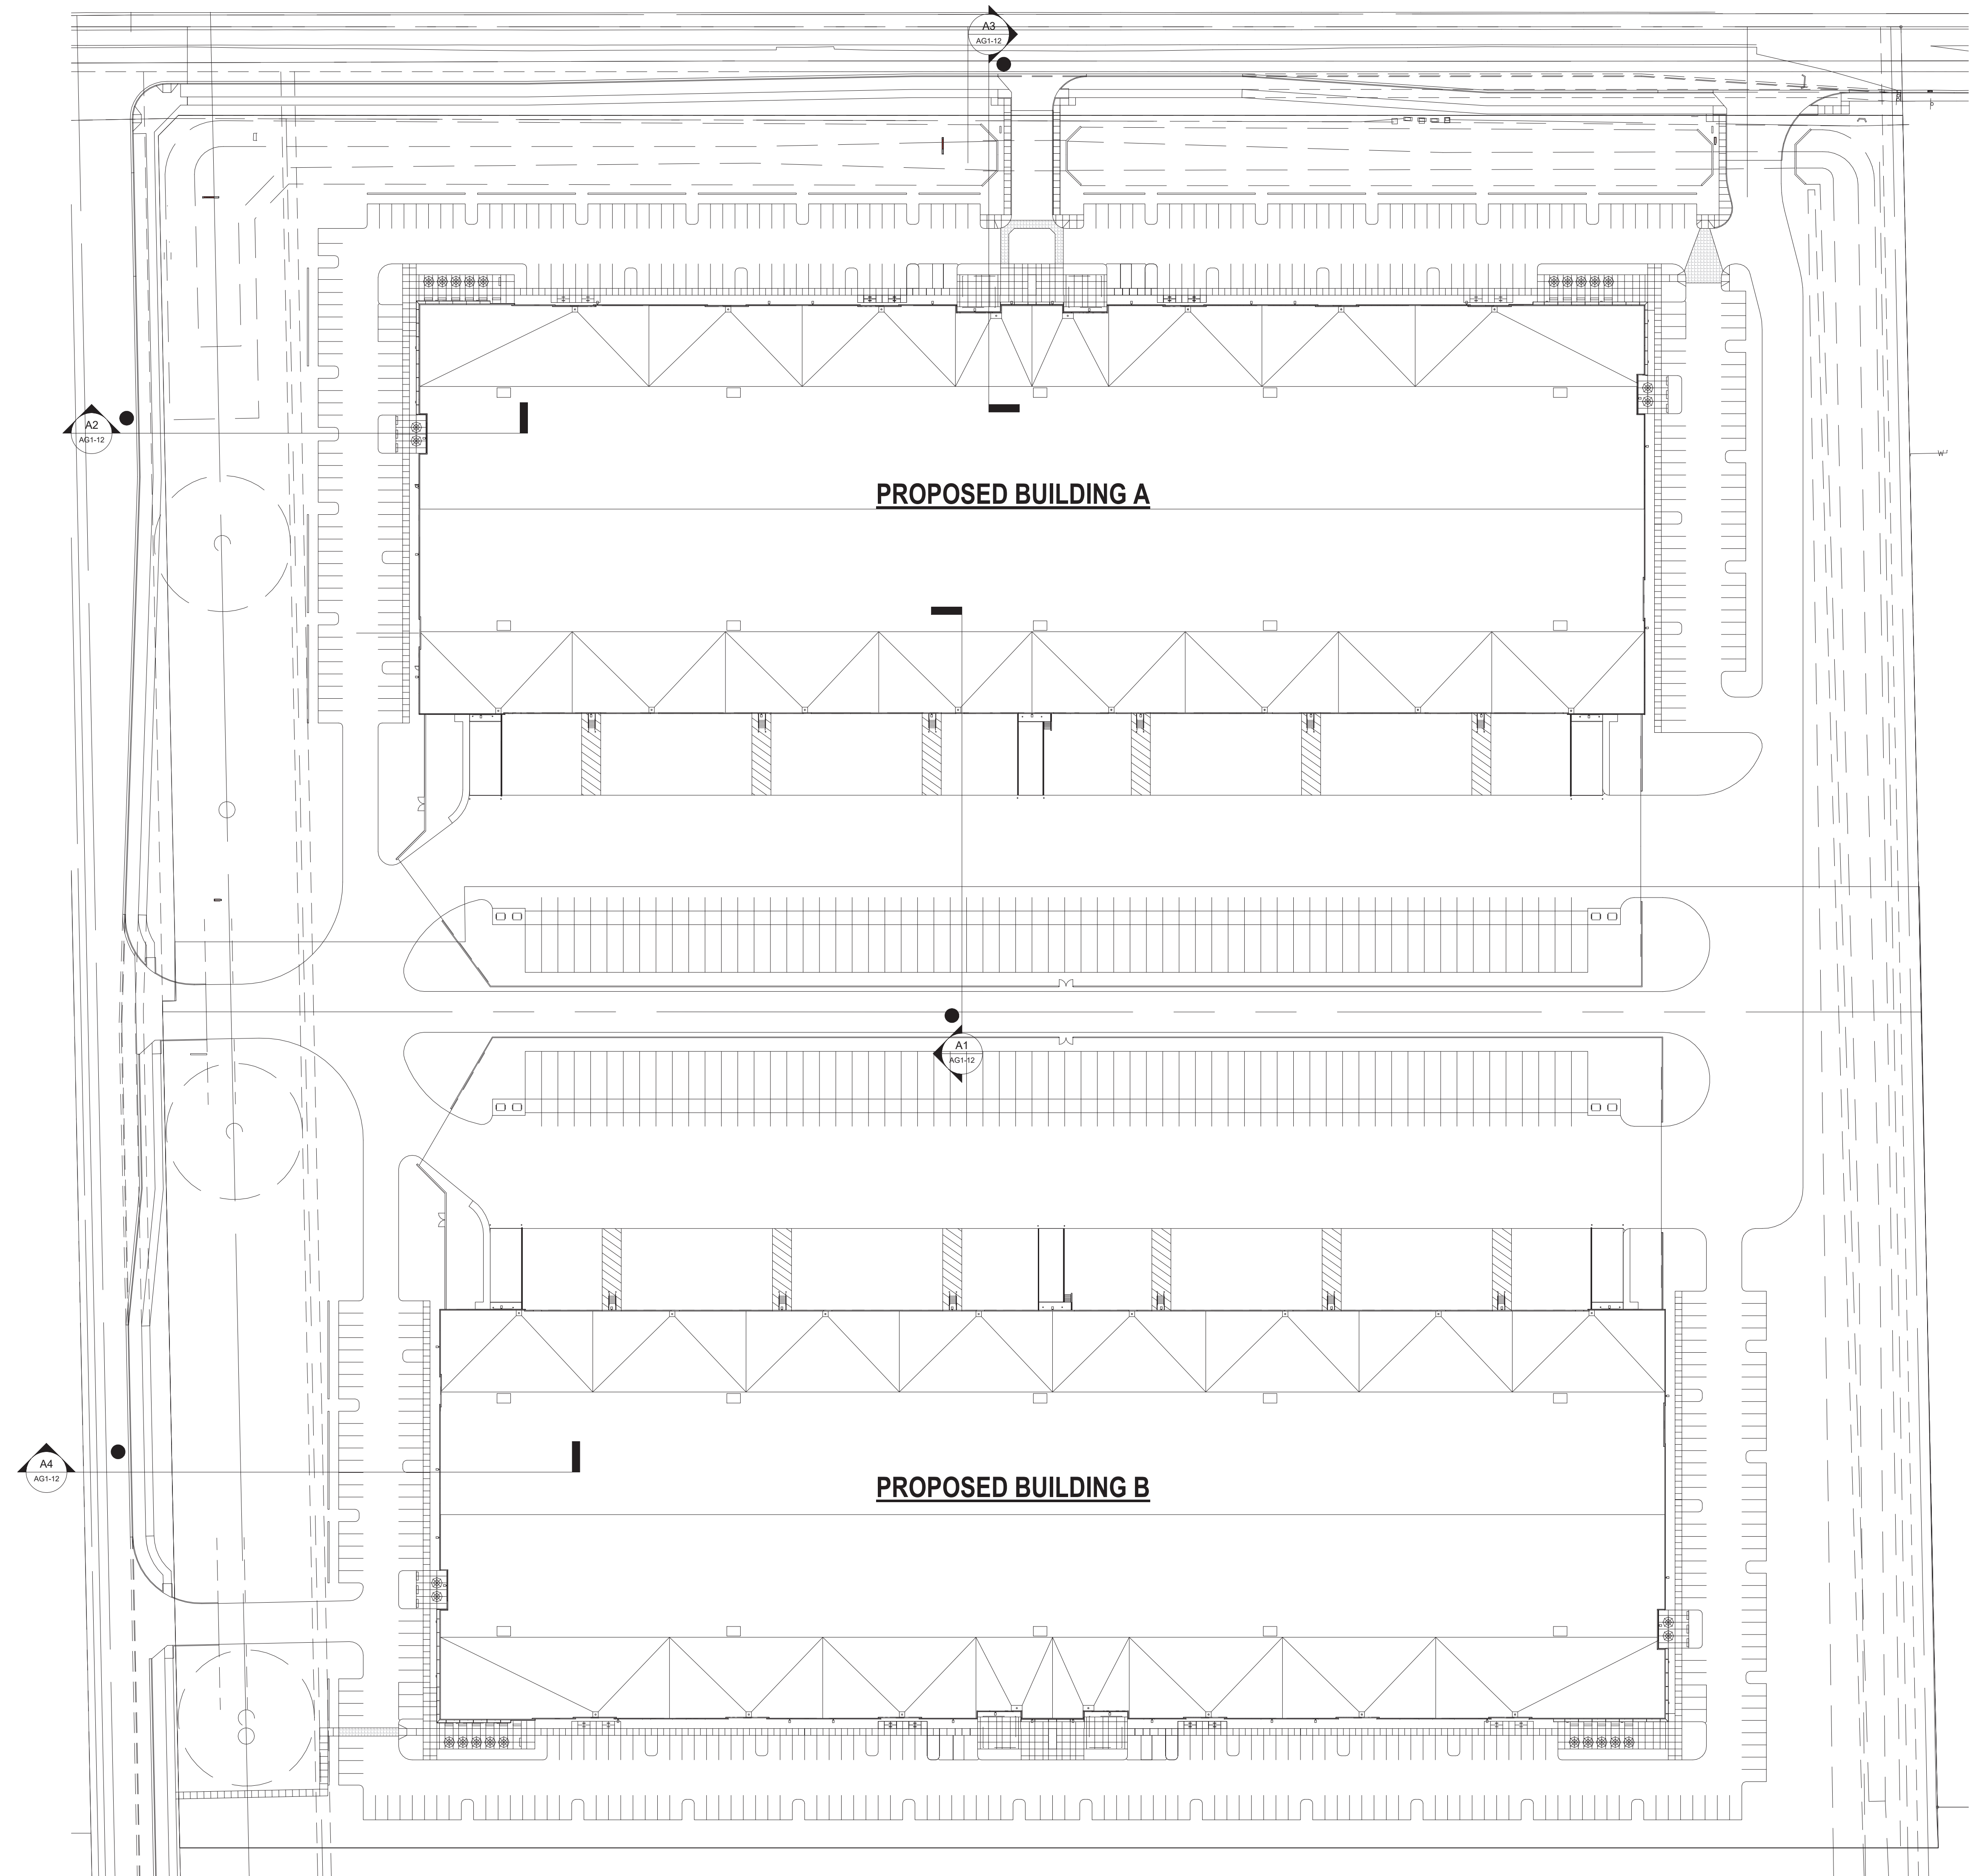 A3
AG1-12
A2
AG1-12
PROPOSED BUILDING A
A1
AG1-12
A4
AG1-12
PROPOSED BUILDING B